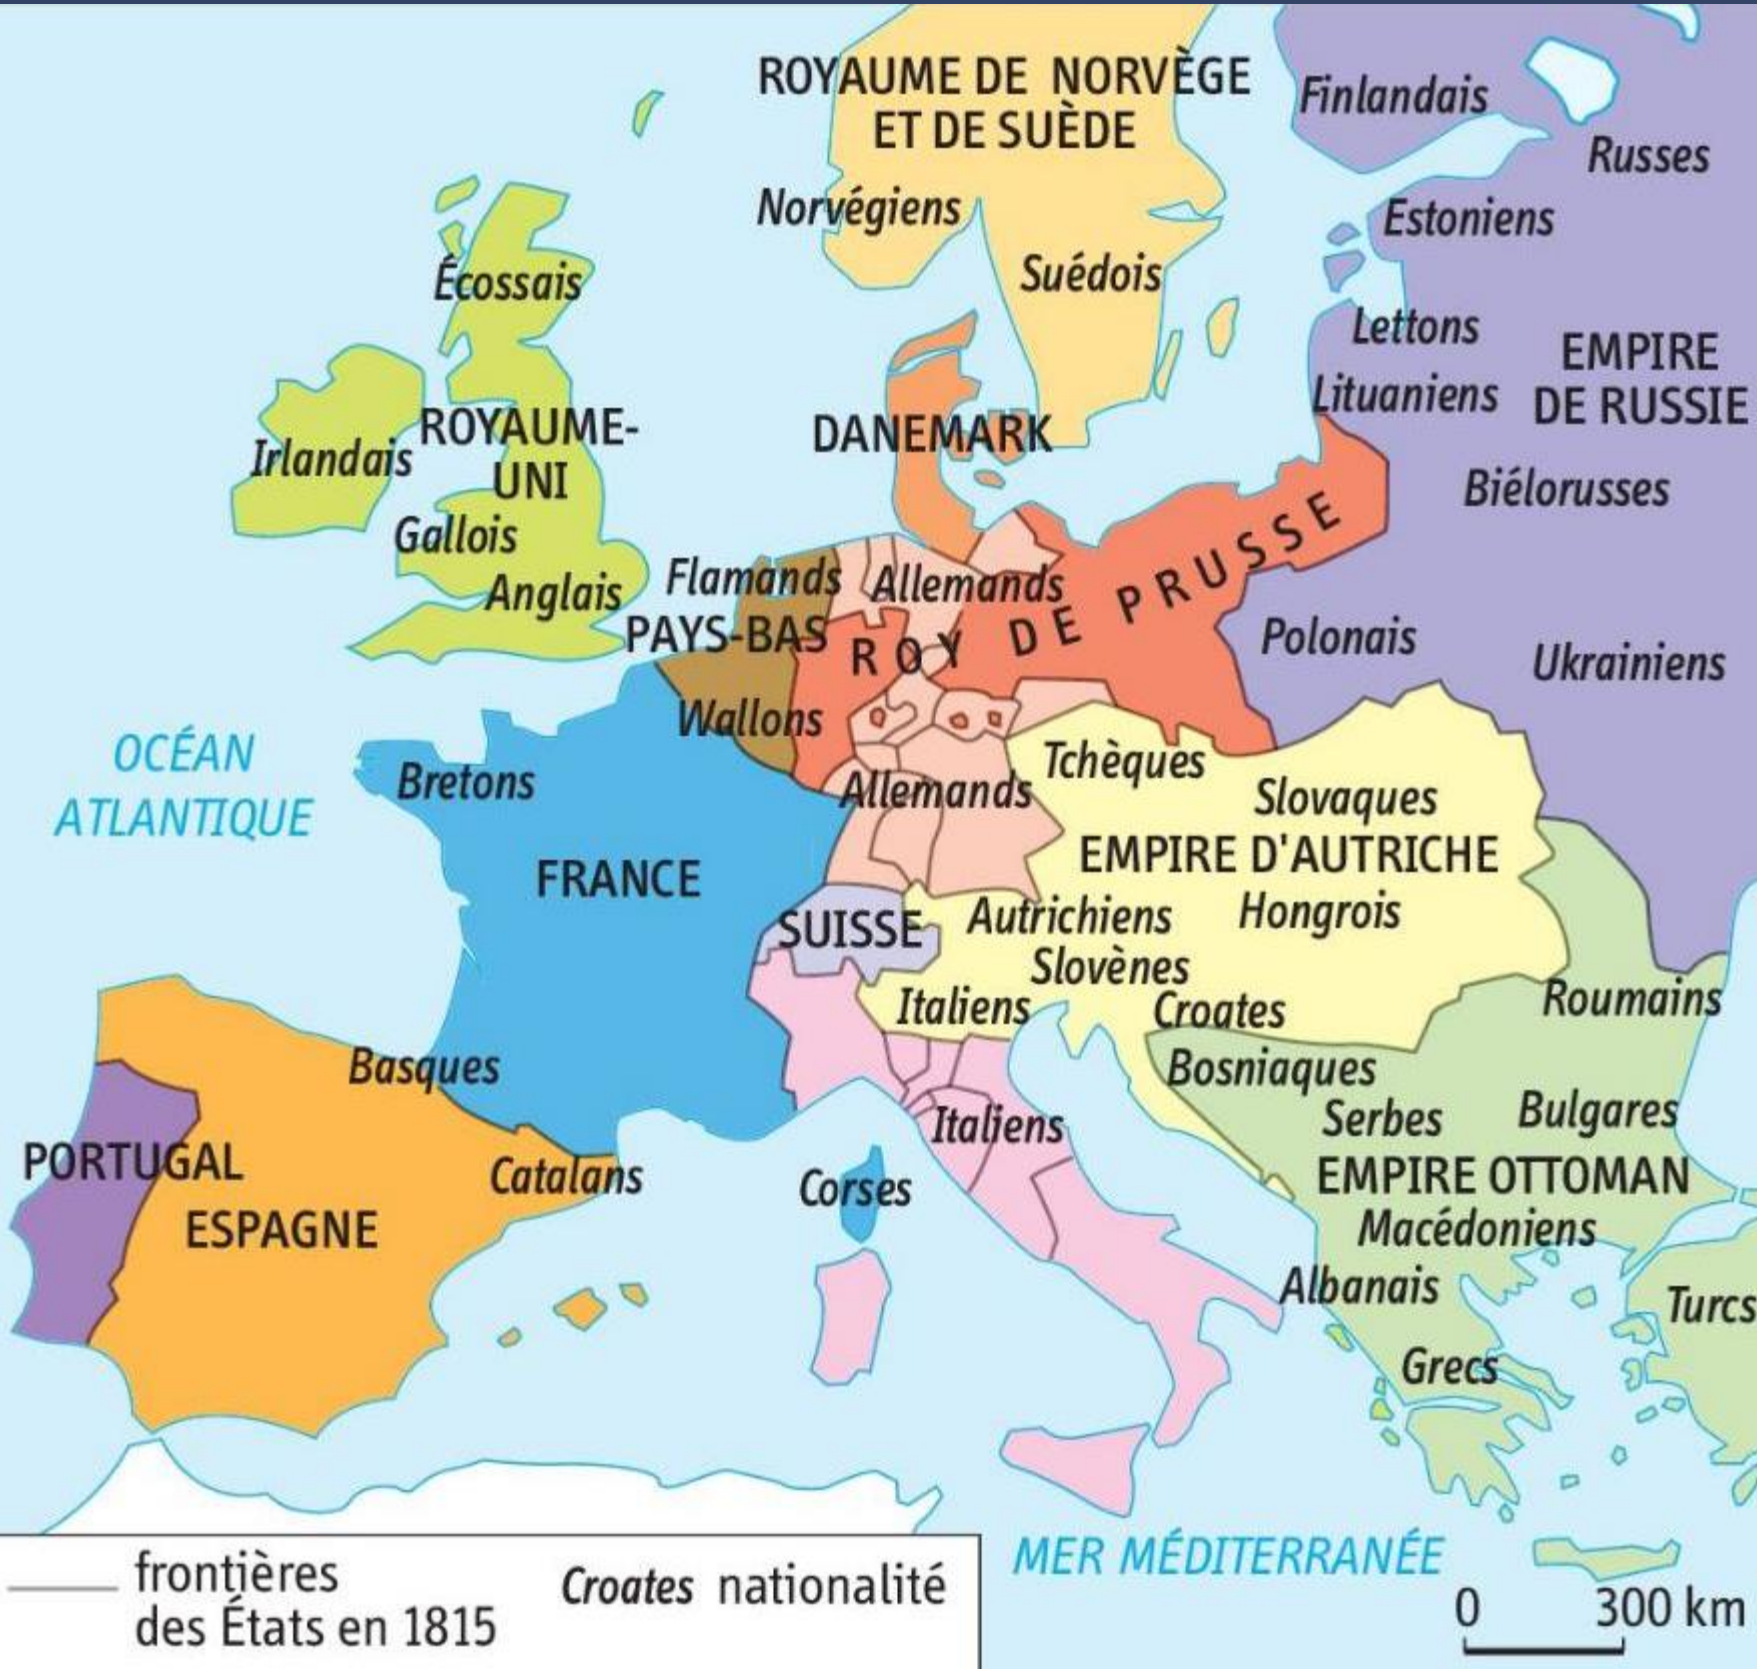 ROYAUME DE NORVÈGE
ET DE SUÈDE
Finlandais
Russes
Norvégiens
Estoniens
Suédois
Écossais
Lettons
EMPIRE
DE RUSSIE
Lituaniens
ROYAUME-
UNI
DANEMARK
Irlandais
Biélorusses
Gallois
Flamands
Allemands
Anglais
PAYS-BAS
ROY DE PRUSSE
Polonais
Ukrainiens
Wallons
OCÉAN
ATLANTIQUE
Bretons
Tchèques
Allemands
Slovaques
FRANCE
EMPIRE D'AUTRICHE
SUISSE
Autrichiens
Hongrois
Slovènes
Italiens
Croates
Roumains
Basques
Bosniaques
Serbes
Bulgares
Italiens
PORTUGAL
Catalans
Corses
EMPIRE OTTOMAN
ESPAGNE
Macédoniens
Albanais
Turcs
Grecs
MER MÉDITERRANÉE
frontières
des États en 1815
Croates nationalité
0 300 km